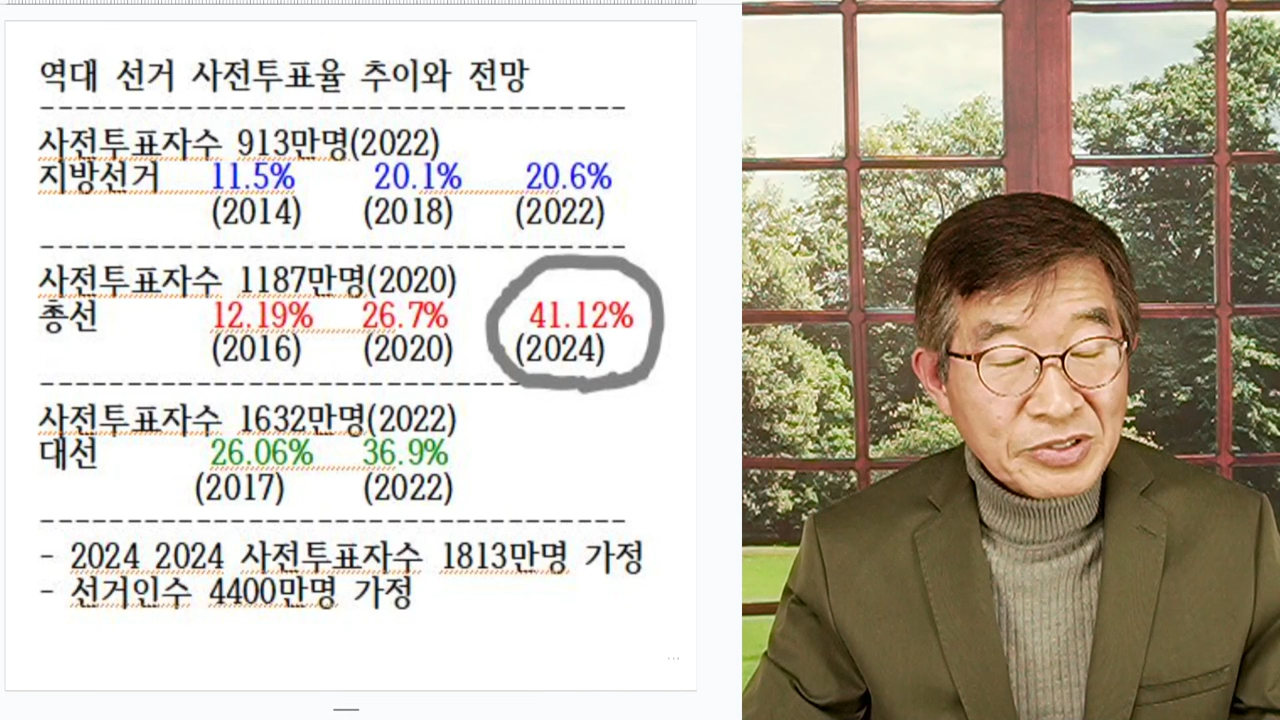 역대 선거 사전투표율 추이와 전망
---------------------------------
사전투표자수 913만명(2022)
지방선거 11.5% 20.1% 20.6%
(2014) (2018) (2022)
---------------------------------
사전투표자수 1187만명(2020)
총선 12.19% 26.7% 41.12%
(2016) (2020) (2024)
---------------------------------
사전투표자수 1632만명(2022)
대선 26.06% 36.9%
(2017) (2022)
---------------------------------
- 2024 2024 사전투표자수 1813만명 가정
- 선거인수 4400만명 가정